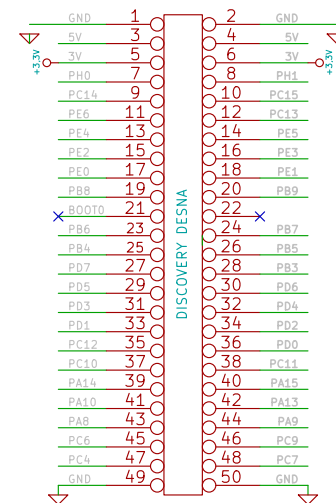 GND 1 2 GND
5V 3 4 5V
+3,3V 3V 5 6 3V +3,3V
PH0 7 8 PH1
PC14 9 10 PC15
PE6 11 12 PC13
PE4 13 14 PE5
PE2 15 16 PE3
PE0 17 18 PE1
PB8 19 20 PB9
BOOT0 21 22
PB6 23 24 PB7
PB4 25 26 PB5
PD7 27 28 PB3
PD5 29 30 PD6
PD3 31 32 PD4
PD1 33 34 PD2
PC12 35 36 PD0
PC10 37 38 PC11
PA14 39 40 PA15
PA10 41 42 PA13
PA8 43 44 PA9
PC6 45 46 PC9
PC4 47 48 PC7
GND 49 50 GND
DISCOVERY DESNA